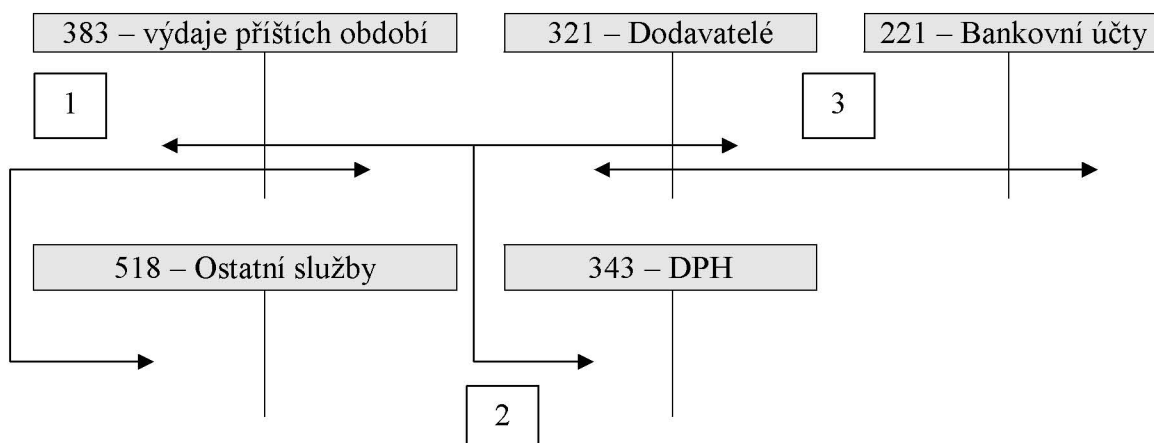 383 – výdaje příštích období
321 – Dodavatelé
221 – Bankovní účty
1
3
518 – Ostatní služby
343 – DPH
2